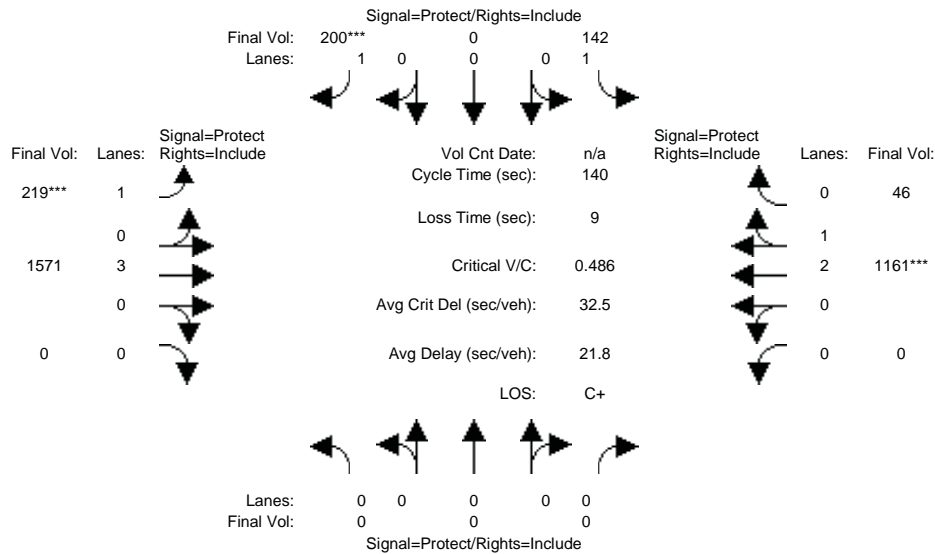 Signal=Protect/Rights=Include
Final Vol: 200*** 0 142
Lanes: 1 0 0 0 1
Signal=Protect
Final Vol: Lanes: Rights=Include
Vol Cnt Date: n/a
Signal=Protect
Rights=Include Lanes: Final Vol:
Cycle Time (sec): 140
219*** 1
0 46
Loss Time (sec): 9
0
1
1571 3
Critical V/C: 0.486
2 1161***
0
Avg Crit Del (sec/veh): 32.5
0
0 0
Avg Delay (sec/veh): 21.8
0 0
LOS: C+
Lanes: 0 0 0 0 0
Final Vol: 0 0 0
Signal=Protect/Rights=Include